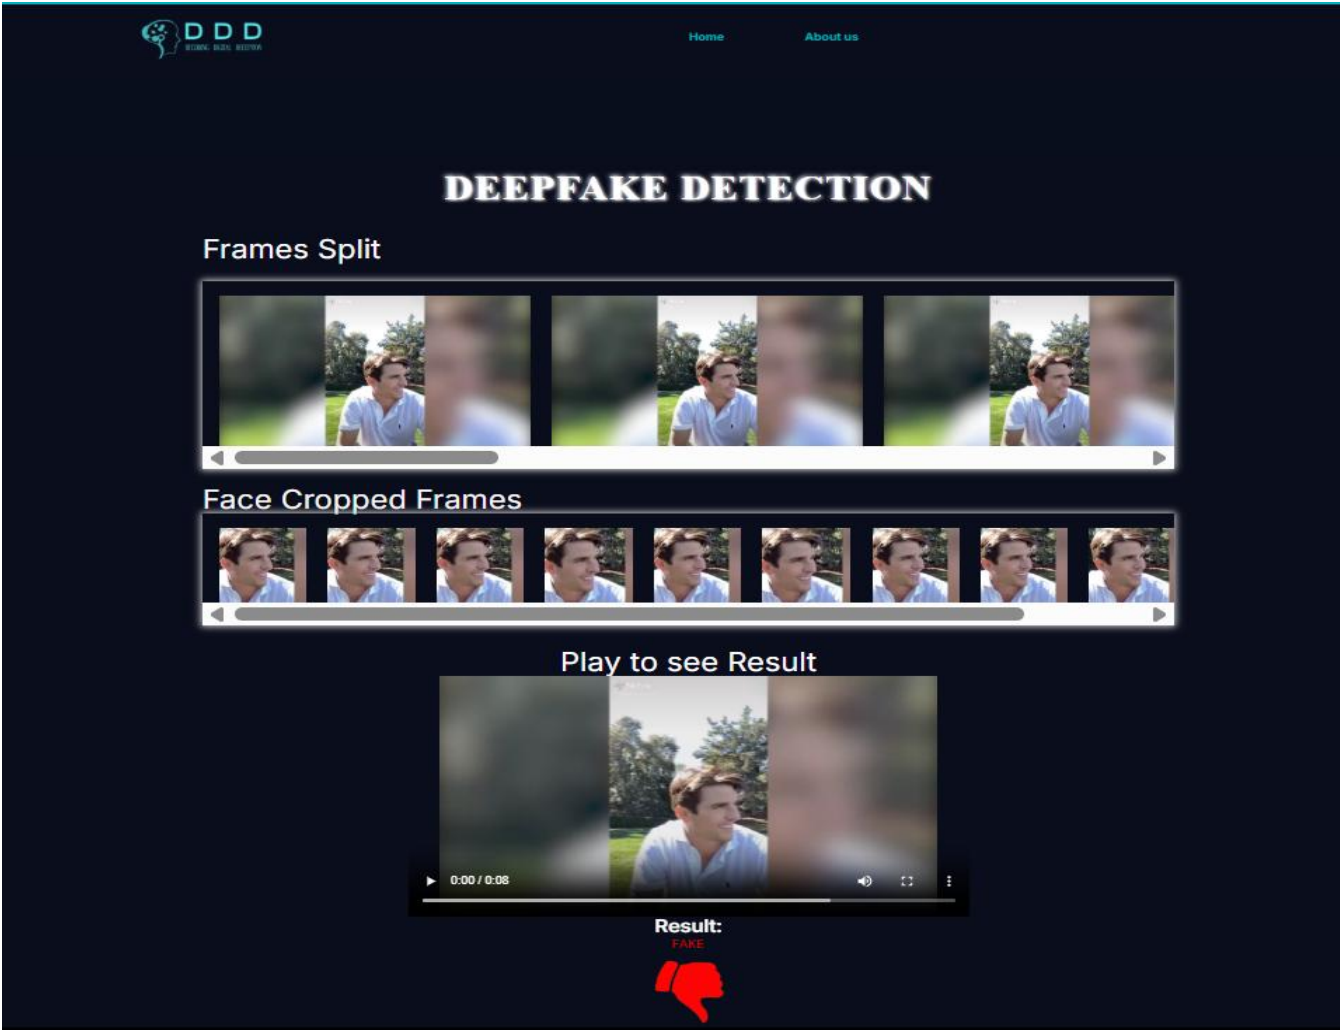 D D D
Home
About us
DEEPFAKE DETECTION
Frames Split
Face Cropped Frames
Play to see Result
0:00 / 0:08
Result:
FAKE